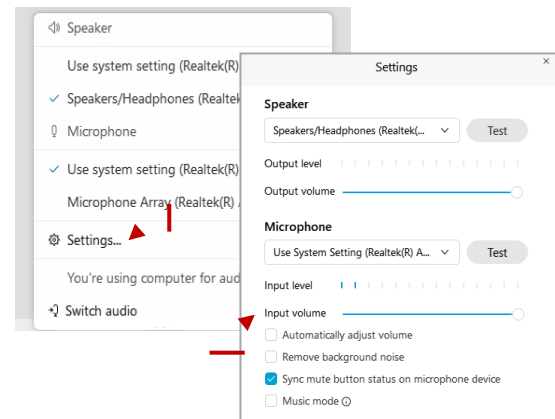 Speaker
Use system setting (Realtek(R)
Speakers/Headphones (Realtek
Microphone
Use system setting (Realtek(R)
Microphone Array (Realtek(R)
Settings...
You're using computer for aud
Switch audio
Settings
Speaker
Speakers/Headphones (Realtek(...
Test
Output level
Output volume
Microphone
Use System Setting (Realtek(R) A...
Test
Input level
Input volume
Automatically adjust volume
Remove background noise
Sync mute button status on microphone device
Music mode